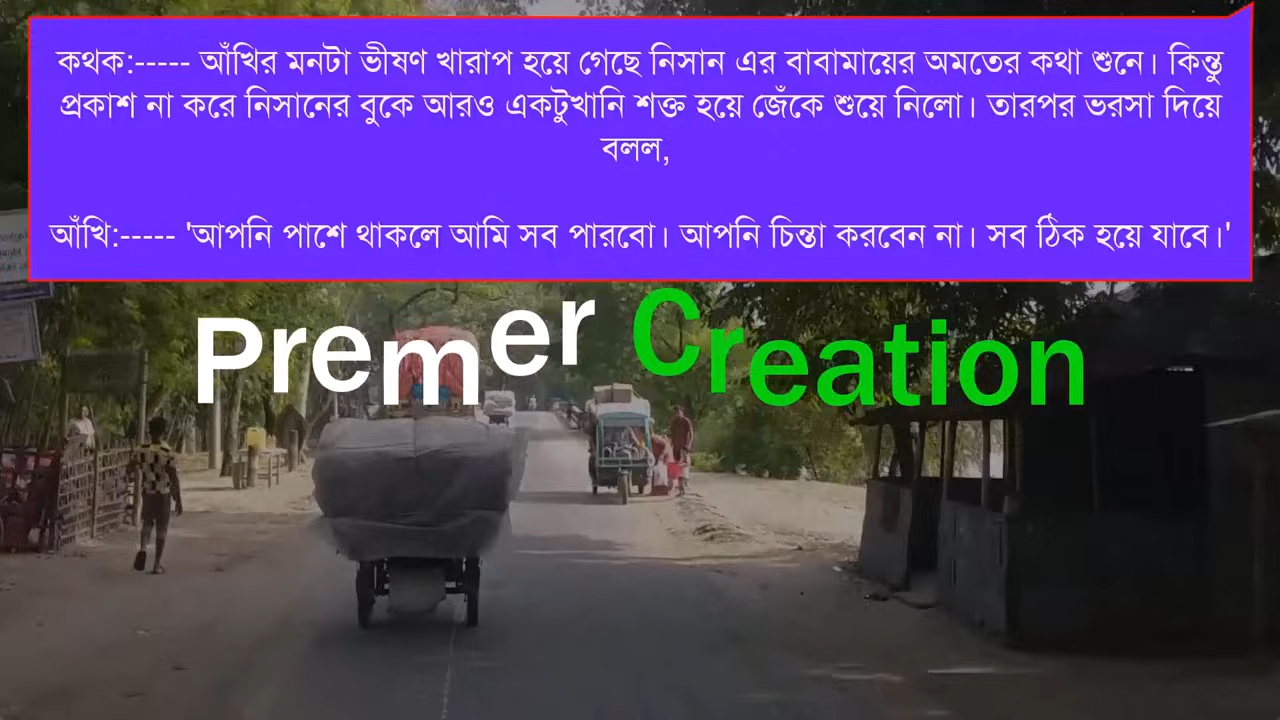 কথক:----- আঁখির মনটা ভীষণ খারাপ হয়ে গেছে নিসান এর বাবামায়ের অমতের কথা শুনে। কিন্তু
প্রকাশ না করে নিসানের বুকে আরও একটুখানি শক্ত হয়ে জেঁকে শুয়ে নিলো। তারপর ভরসা দিয়ে
বলল,
আঁখি:----- 'আপনি পাশে থাকলে আমি সব পারবো। আপনি চিন্তা করবেন না। সব ঠিক হয়ে যাবে।'
Premer Creation